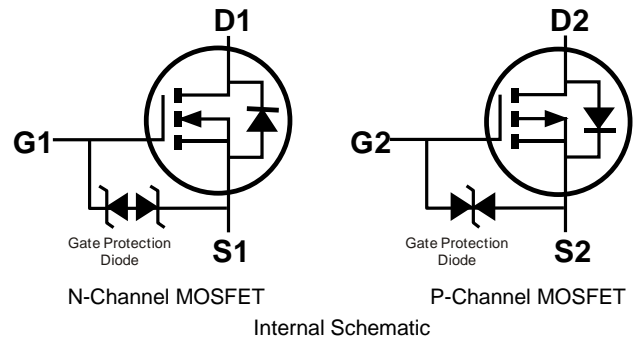 D1
D2
G1
G2
Gate Protection
Diode
S1
Gate Protection
Diode
S2
N-Channel MOSFET
P-Channel MOSFET
Internal Schematic